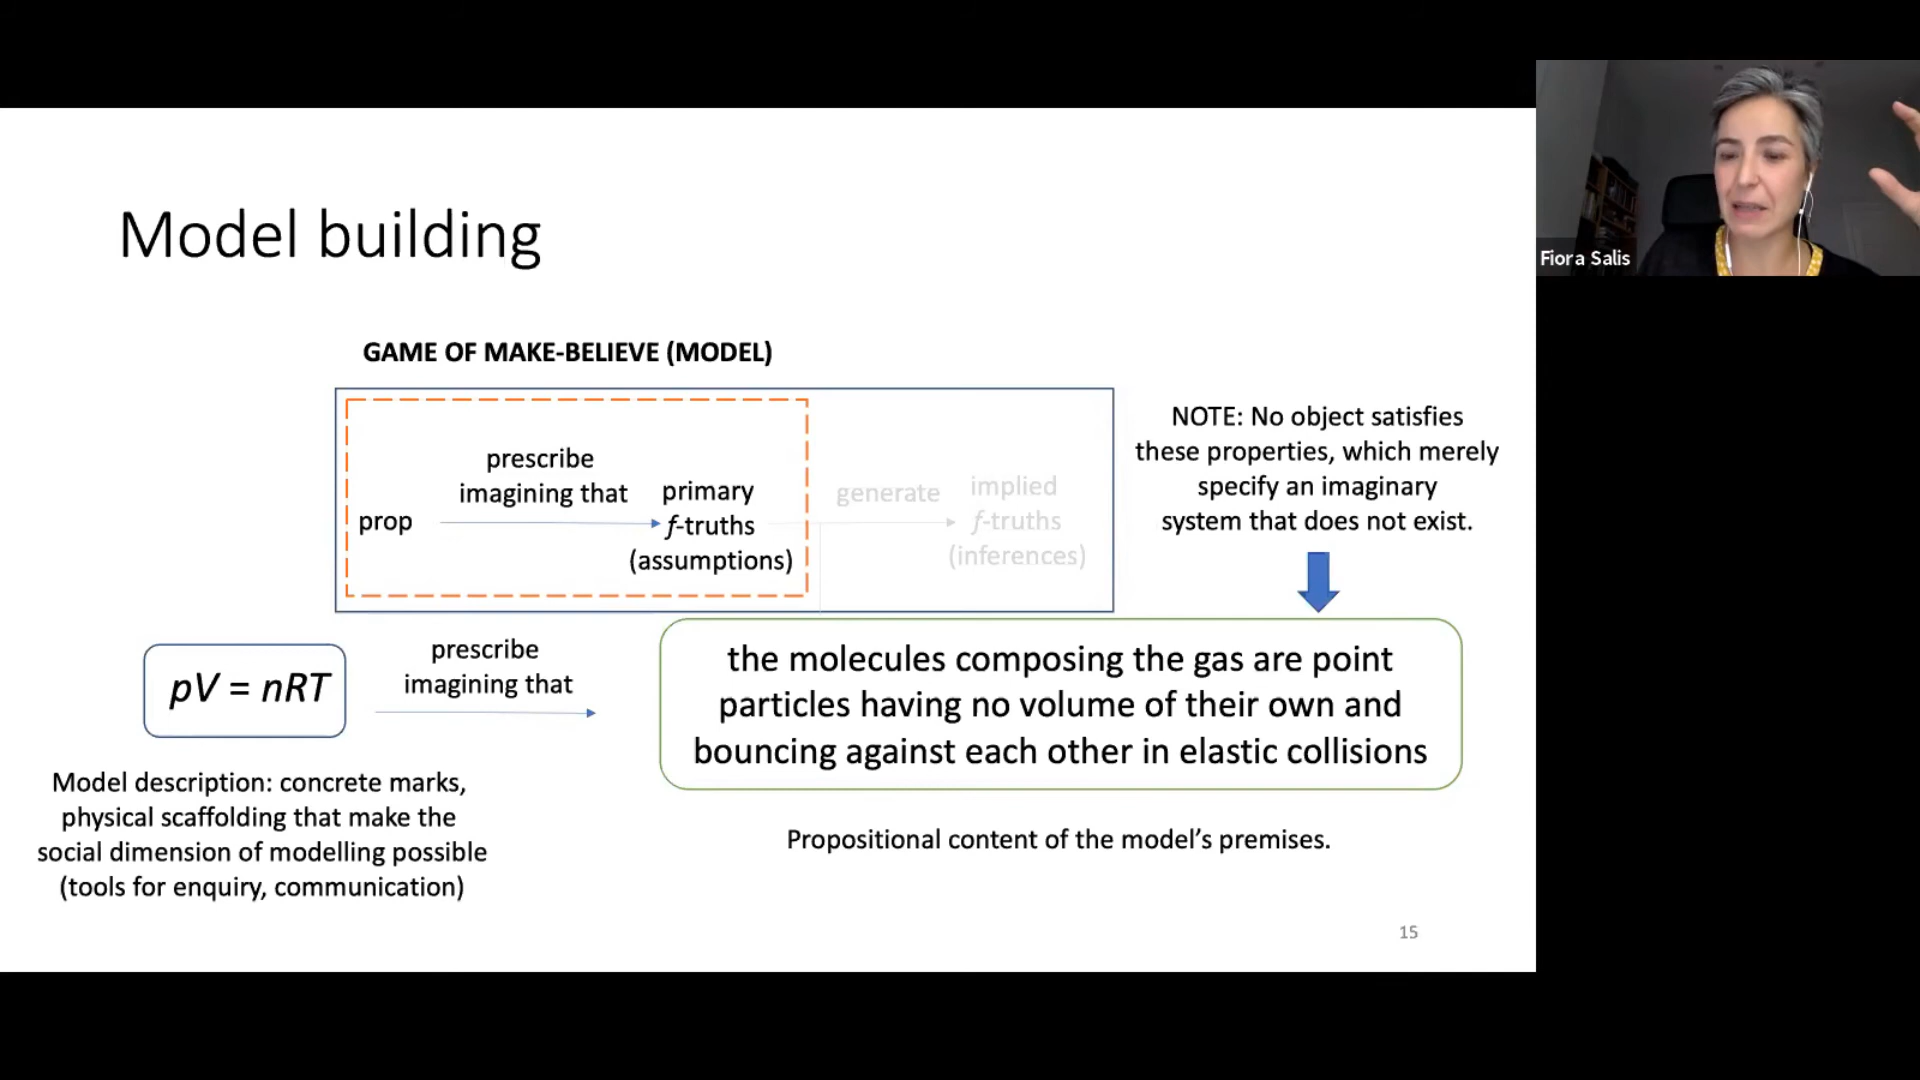 Model building
GAME OF MAKE-BELIEVE (MODEL)
prop
prescribe
imagining that
primary
f-truths
(assumptions)
generate
implied
f-truths
(inferences)
NOTE: No object satisfies
these properties, which merely
specify an imaginary
system that does not exist.
pV = nRT
prescribe
imagining that
the molecules composing the gas are point
particles having no volume of their own and
bouncing against each other in elastic collisions
Model description: concrete marks,
physical scaffolding that make the
social dimension of modelling possible
(tools for enquiry, communication)
Propositional content of the model’s premises.
15
Fiora Salis